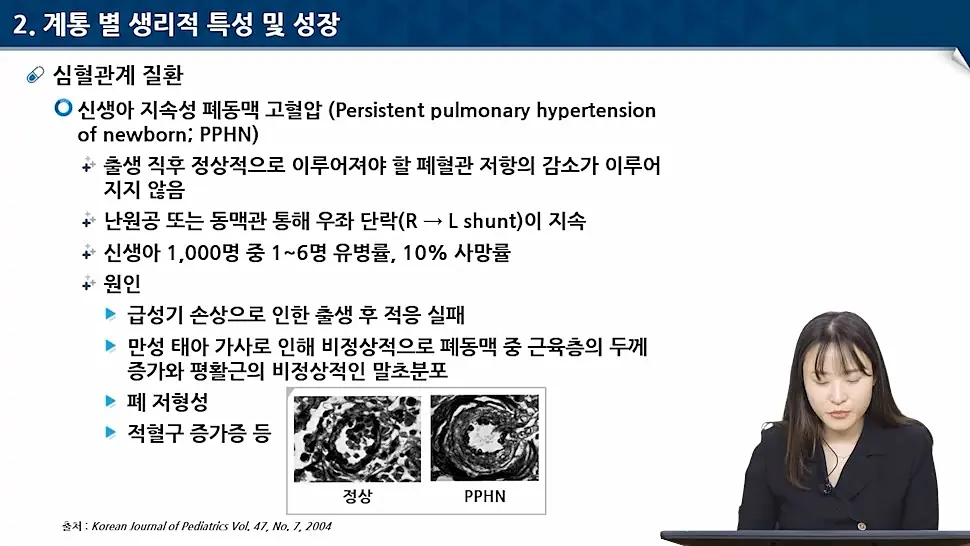 2. 계통 별 생리적 특성 및 성장
심혈관계 질환
신생아 지속성 폐동맥 고혈압 (Persistent pulmonary hypertension
of newborn; PPHN)
출생 직후 정상적으로 이루어져야 할 폐혈관 저항의 감소가 이루어
지지 않음
난원공 또는 동맥관 통해 우좌 단락(R → L shunt)이 지속
신생아 1,000명 중 1~6명 유병률, 10% 사망률
원인
급성기 손상으로 인한 출생 후 적응 실패
만성 태아 가사로 인해 비정상적으로 폐동맥 중 근육층의 두께
증가와 평활근의 비정상적인 말초분포
폐 저형성
적혈구 증가증 등
정상
PPHN
출처 : Korean Journal of Pediatrics Vol. 47, No. 7, 2004